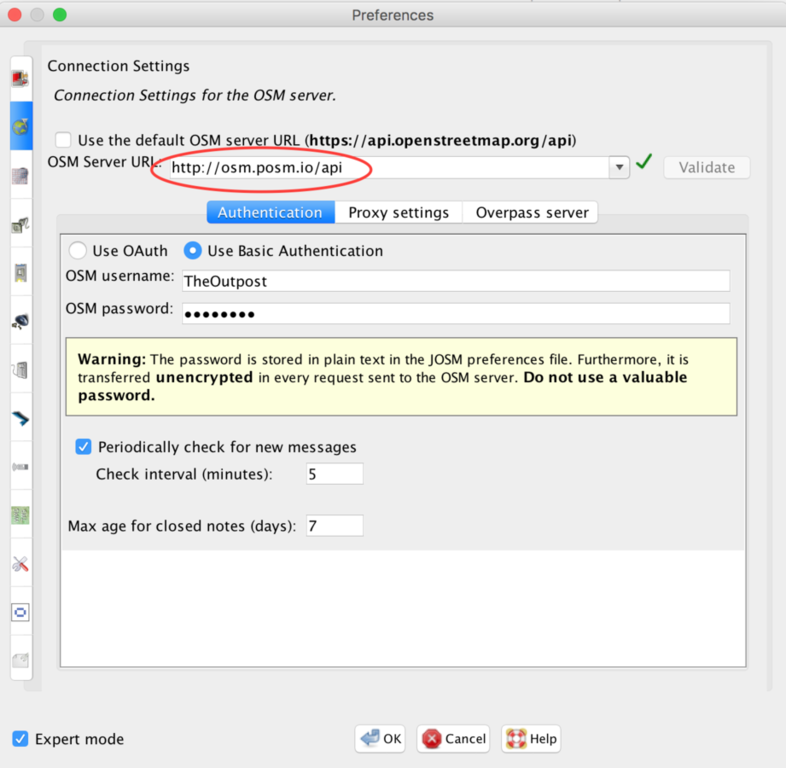 Preferences
Connection Settings
Connection Settings for the OSM server.
Use the default OSM server URL (https://api.openstreetmap.org/api)
OSM Server URL: http://osm.posm.io/api Validate
Authentication Proxy settings Overpass server
Use OAuth Use Basic Authentication
OSM username: TheOutpost
OSM password: ••••••••
Warning: The password is stored in plain text in the JOSM preferences file. Furthermore, it is
transferred unencrypted in every request sent to the OSM server. Do not use a valuable
password.
Periodically check for new messages
Check interval (minutes): 5
Max age for closed notes (days): 7
Expert mode OK Cancel Help